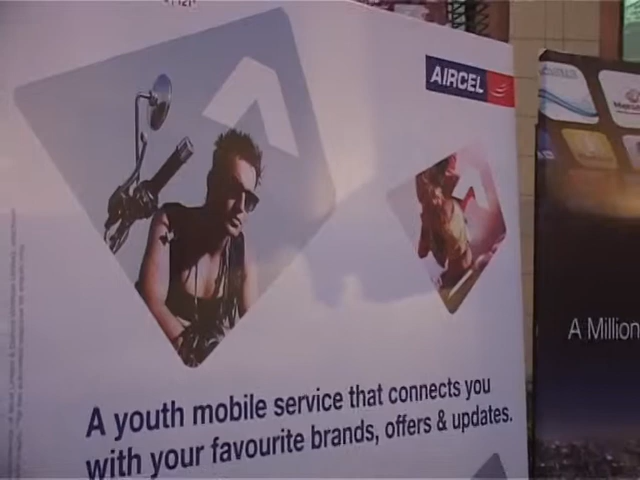 AIRCEL
A youth mobile service that connects you
with your favourite brands, offers & updates.
A Million